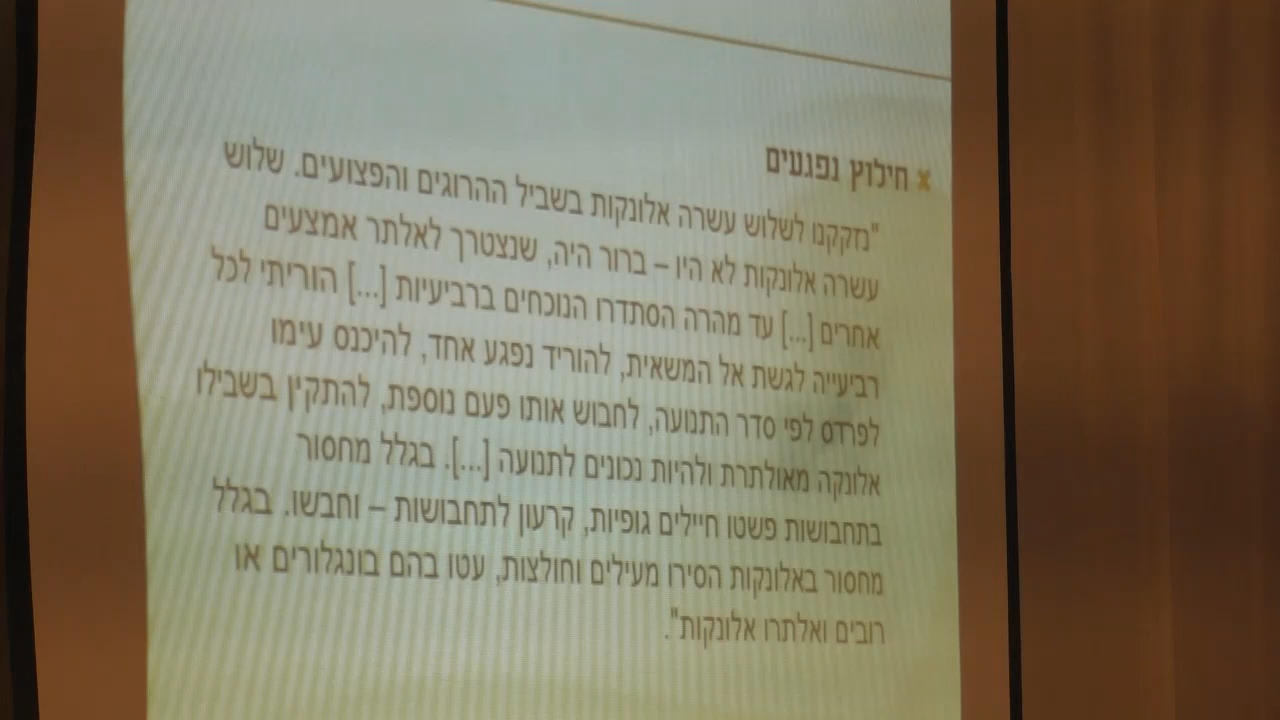 × חילוץ נפגעים
"נזקקנו לשלוש עשרה אלונקות בשביל ההרוגים והפצועים. שלוש
עשרה אלונקות לא היו – ברור היה, שנצטרך לאלתר אמצעים
אחרים [...] עד מהרה הסתדרו הנוכחים ברביעיות [...] הוריתי לכל
רביעייה לגשת אל המשאית, להוריד נפגע אחד, להיכנס עימו
לפרדס לפי סדר התנועה, לחבוש אותו פעם נוספת, להתקין בשבילו
אלונקה מאולתרת ולהיות נכונים לתנועה [...]. בגלל מחסור
בתחבושות פשטו חיילים גופיות, קרעון לתחבושות – וחבשו. בגלל
מחסור באלונקות הסירו מעילים וחולצות, עטו בהם בונגלורים או
רובים ואלתרו אלונקות".